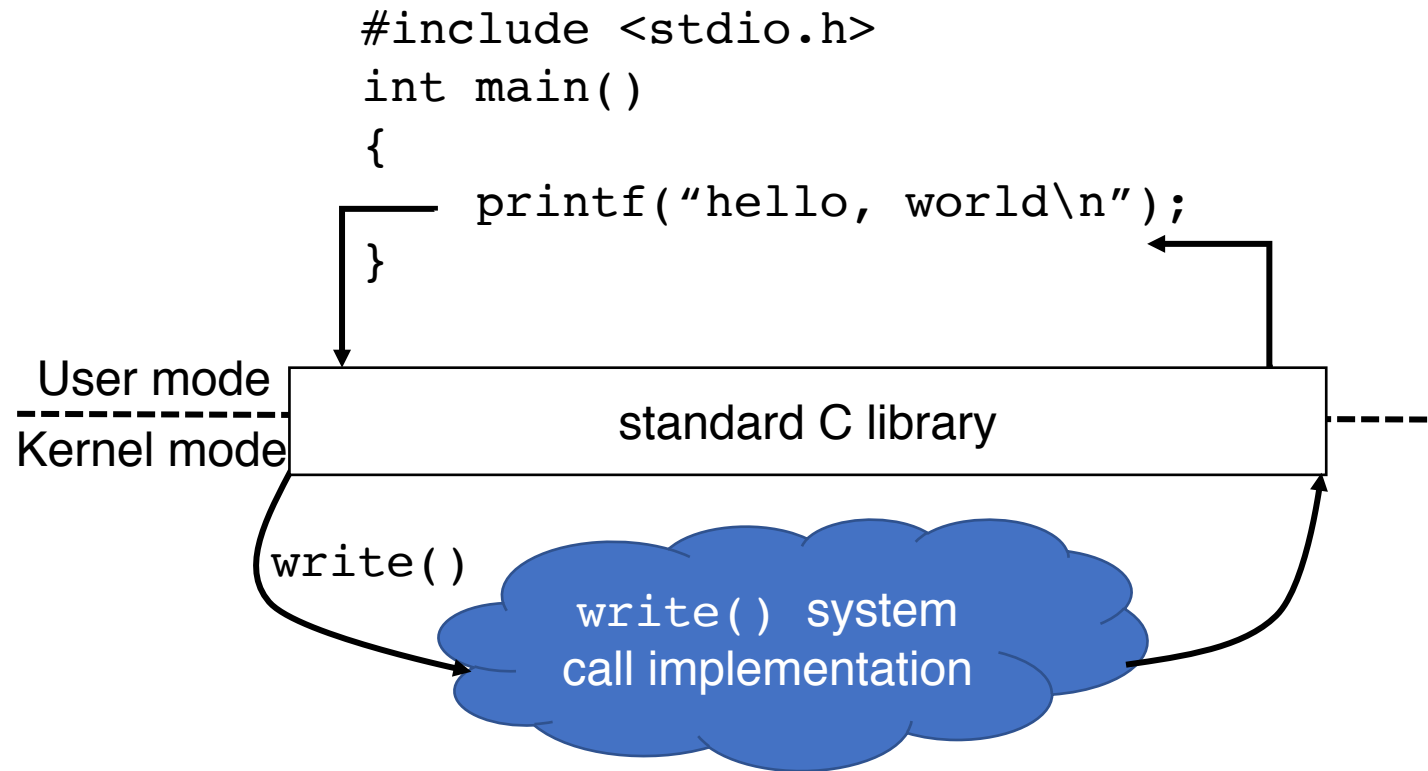 #include <stdio.h>
int main()
{
printf(“hello, world\n”);
}
User mode
standard C library
Kernel mode
write()
write() system
call implementation